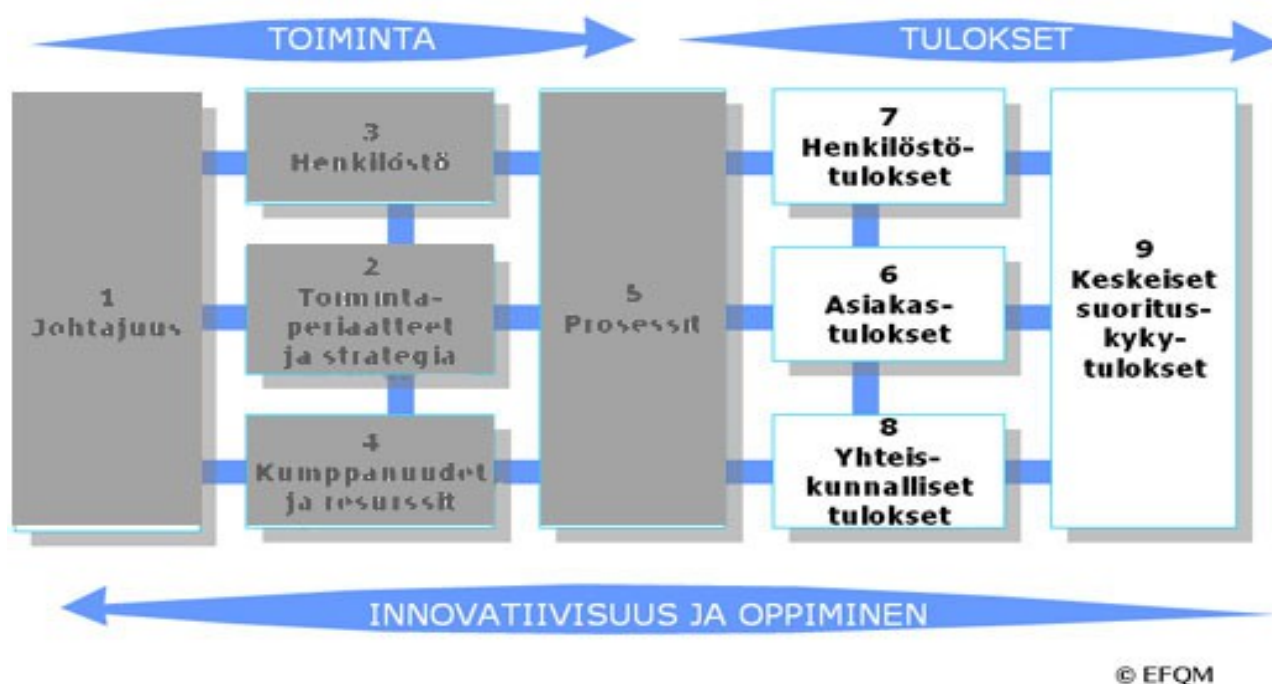 TOIMINTA
TULOKSET
1
Johtajuus
3
Henkilöstö
2
Toiminta-
periaatteet
ja strategia
4
Kumppanuudet
ja resurssit
5
Prosessit
7
Henkilöstö-
tulokset
6
Asiakas-
tulokset
8
Yhteis-
kunnalliset
tulokset
9
Keskeiset
suoritus-
kyky-
tulokset
INNOVATIIVISUUS JA OPPIMINEN
© EFQM